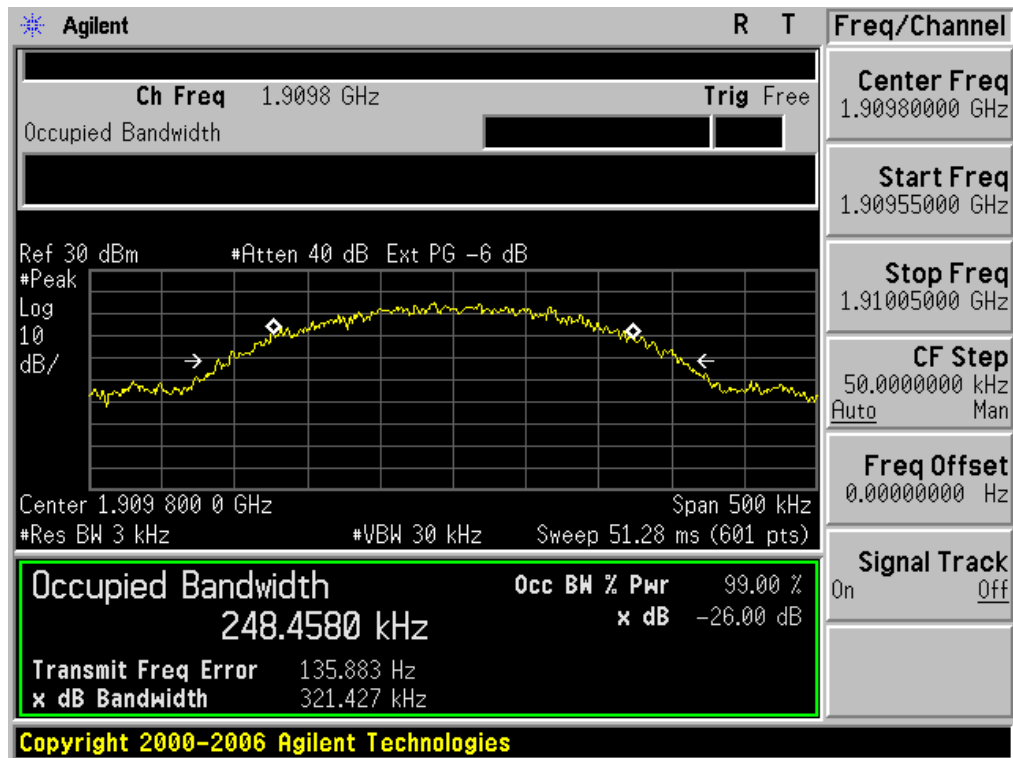 Agilent R T
Freq/Channel
Ch Freq 1.9098 GHz Trig Free
Occupied Bandwidth
Center Freq
1.90980000 GHz
Start Freq
1.90955000 GHz
Stop Freq
1.91005000 GHz
CF Step
50.0000000 kHz
Auto Man
Freq Offset
0.00000000 Hz
Signal Track
On Off
Ref 30 dBm #Atten 40 dB Ext PG -6 dB
#Peak
Log
10
dB/
Center 1.909 800 0 GHz Span 500 kHz
#Res BW 3 kHz #VBW 30 kHz Sweep 51.28 ms (601 pts)
Occupied Bandwidth Occ BW % Pwr 99.00 %
248.4580 kHz x dB -26.00 dB
Transmit Freq Error 135.883 Hz
x dB Bandwidth 321.427 kHz
Copyright 2000-2006 Agilent Technologies